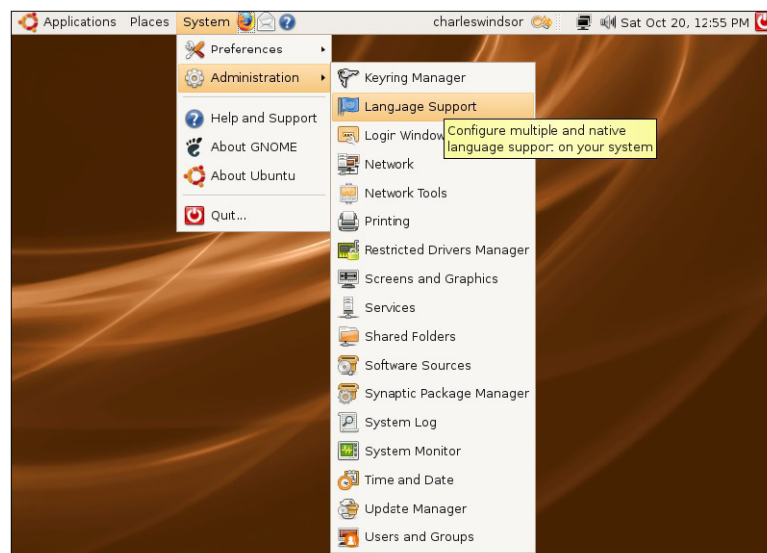 Applications Places System charleswindsor Sat Oct 20, 12:55 PM
Preferences
Administration
Help and Support
About GNOME
About Ubuntu
Quit...
Keyring Manager
Language Support
Login Window
Configure multiple and native
language support on your system
Network
Network Tools
Printing
Restricted Drivers Manager
Screens and Graphics
Services
Shared Folders
Software Sources
Synaptic Package Manager
System Log
System Monitor
Time and Date
Update Manager
Users and Groups